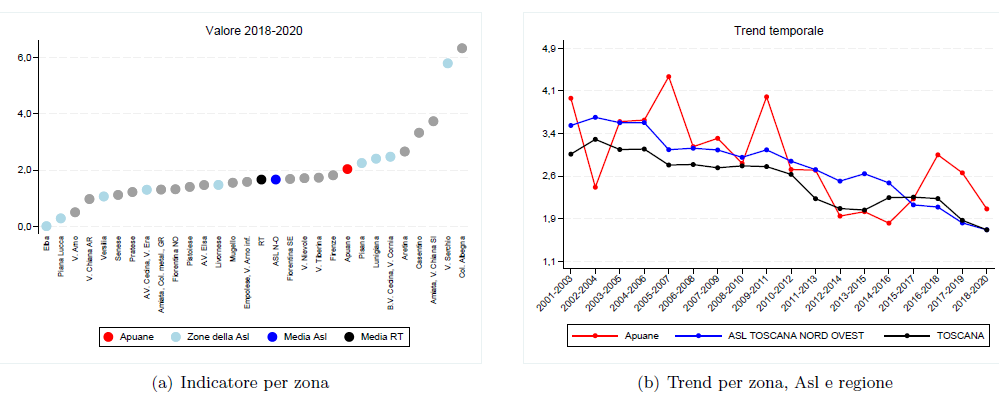 Valore 2018-2020
6,0
4,0
2,0
0,0
Elba
Piana Lucca
V. Arno
V. Chiana AR
Versilia
Senese
Pratese
A.V. Cecina, V. Era
Amiata, Col. metal., GR
Fiorentina NO
Pistoiese
A.V. Elsa
Livornese
Mugello
Empolese, V. Arno inf.
RT
ASL N-O
Fiorentina SE
V. Nievole
V. Tiberina
Firenze
Apuane
Pisana
Lunigiana
B.V. Cecina, V. Cornia
Aretina
Casentino
Amiata, V. Chiana SI
V. Serchio
Col. Albegna
Apuane
Zone della Asl
Media Asl
Media RT
(a) Indicatore per zona
Trend temporale
4,9
4,1
3,4
2,6
1,9
1,1
2001-2003
2002-2004
2003-2005
2004-2006
2005-2007
2006-2008
2007-2009
2008-2010
2009-2011
2010-2012
2011-2013
2012-2014
2013-2015
2014-2016
2015-2017
2016-2018
2017-2019
2018-2020
Apuane
ASL TOSCANA NORD OVEST
TOSCANA
(b) Trend per zona, Asl e regione